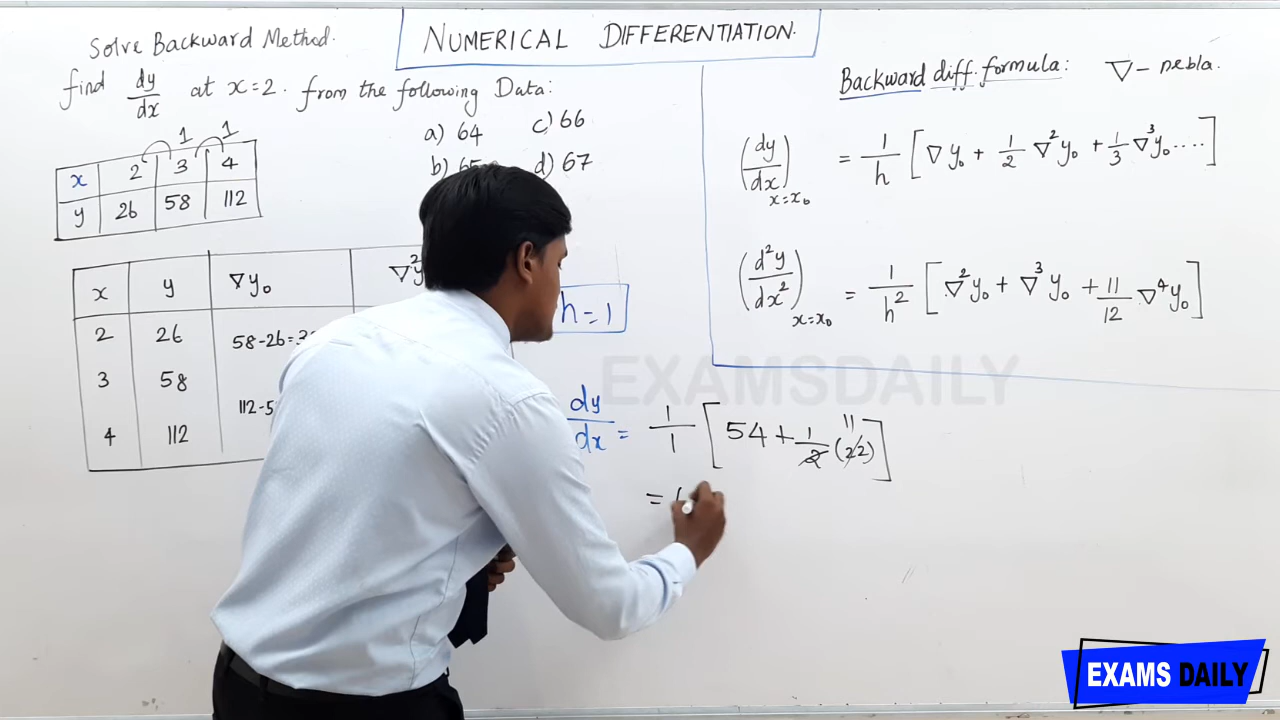 Solve Backward Method.
NUMERICAL DIFFERENTIATION.
find dy/dx at x=2. from the following Data:
a) 64 c) 66
b) 65 d) 67
1 1
x 2 3 4
y 26 58 112
x y ∇y₀ ∇²
2 26 58-26=
3 58
112-5
4 112
h=1
Backward diff. formula: ∇ - nebla.
(dy/dx) x=x₀ = 1/h [∇y₀ + 1/2 ∇²y₀ + 1/3 ∇³y₀....]
(d²y/dx²) x=x₀ = 1/h² [∇²y₀ + ∇³y₀ + 11/12 ∇⁴y₀]
EXAMSDAILY
dy/dx = 1/1 [54 + 1/2 (22) 11]
=
EXAMS DAILY